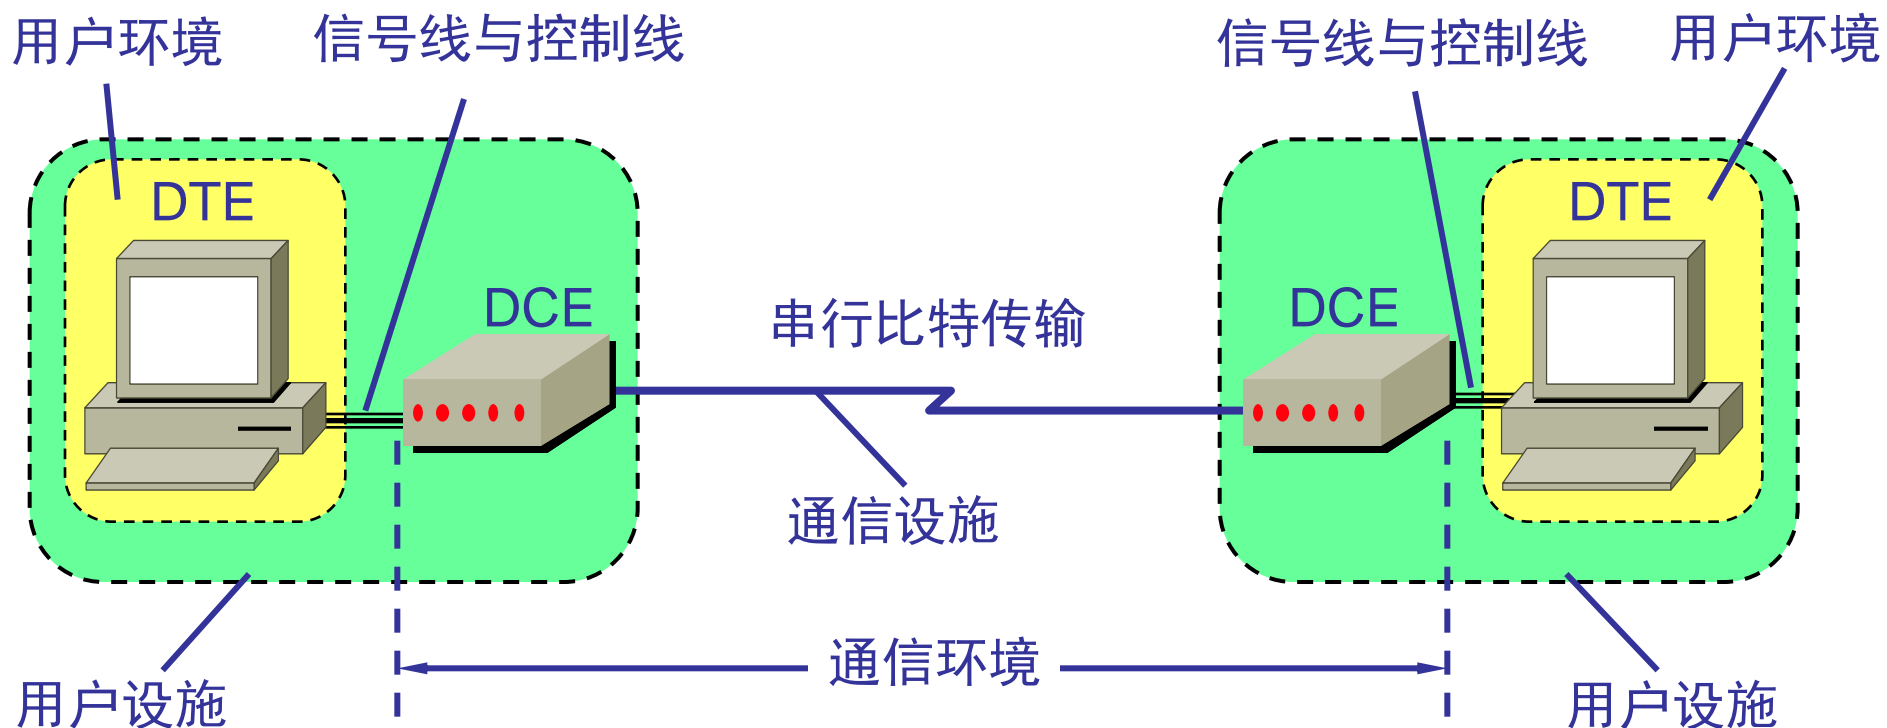 用户环境
信号线与控制线
信号线与控制线
用户环境
DTE
DTE
DCE
DCE
串行比特传输
通信设施
通信环境
用户设施
用户设施